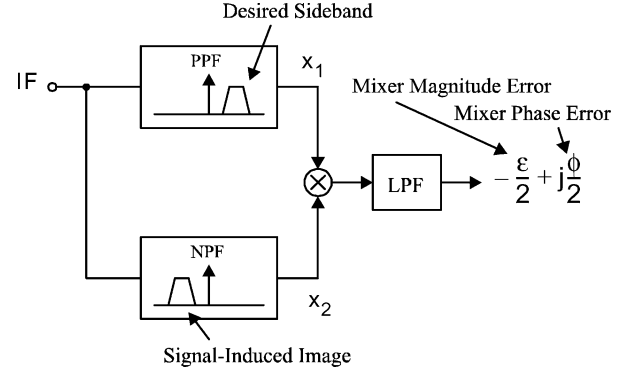 Desired Sideband
PPF
x1
IF
Mixer Magnitude Error
Mixer Phase Error
LPF
- ε/2 + jϕ/2
NPF
x2
Signal-Induced Image